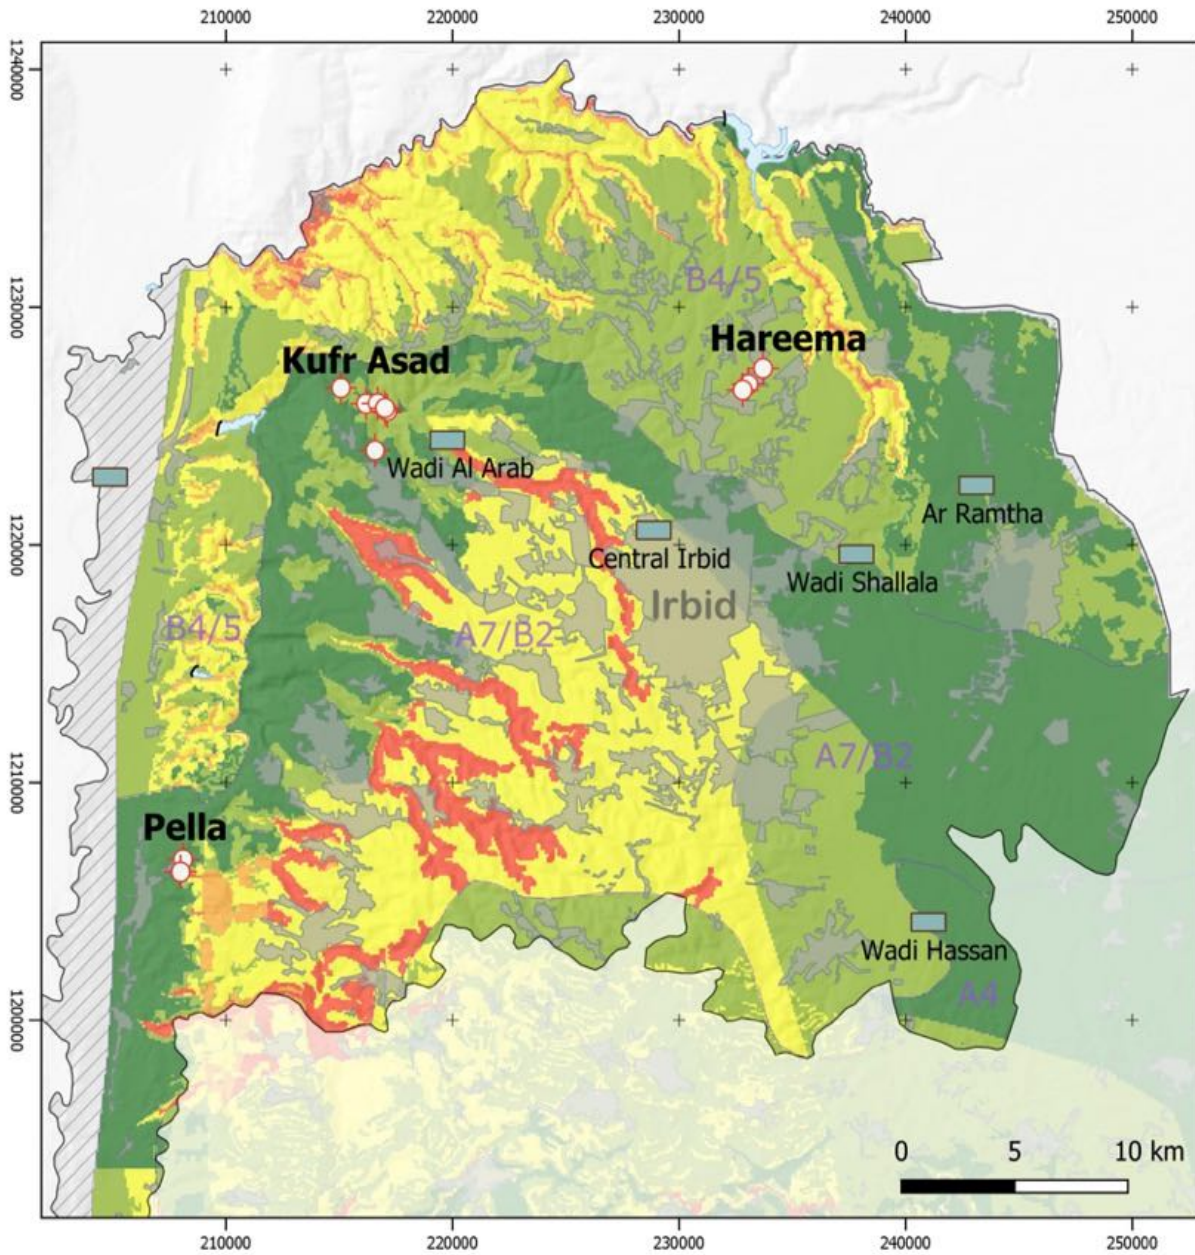 210000 220000 230000 240000 250000
1240000
B4/5
1230000
Hareema
Kufr Asad
Wadi Al Arab
Ar Ramtha
1220000
Central Irbid
Wadi Shallala
Irbid
B4/5
A7/B2
A7/B2
1210000
Pella
Wadi Hassan
A4
1200000
0 5 10 km
210000 220000 230000 240000 250000